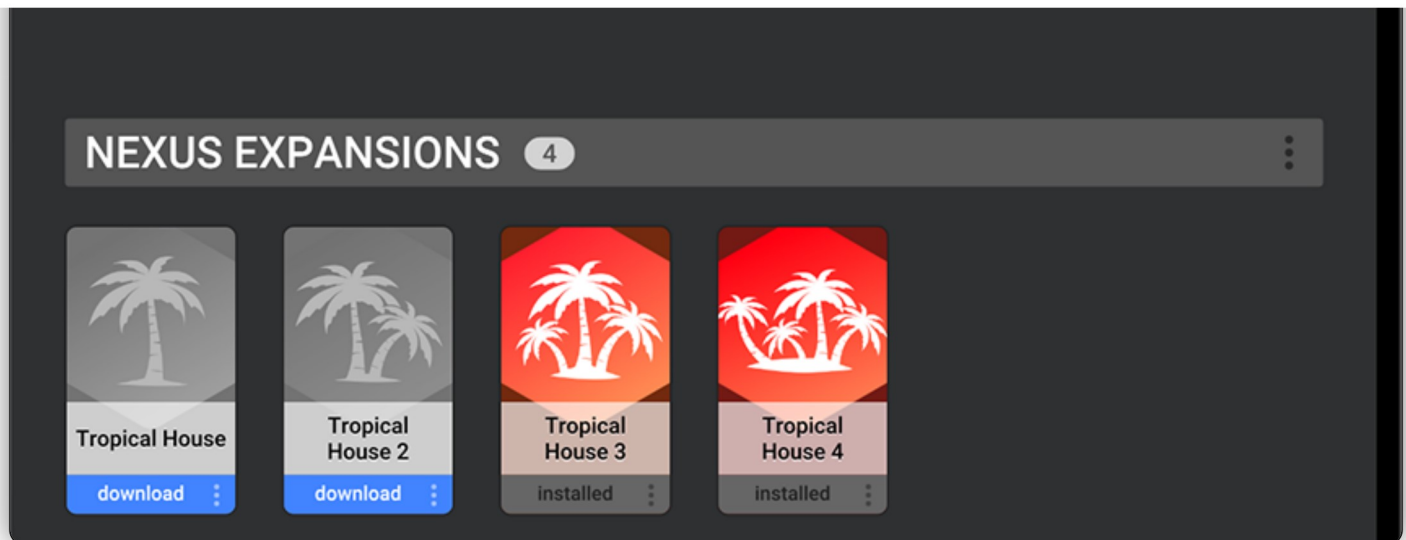 NEXUS EXPANSIONS 4
Tropical House
Tropical
House 2
Tropical
House 3
Tropical
House 4
download
download
installed
installed